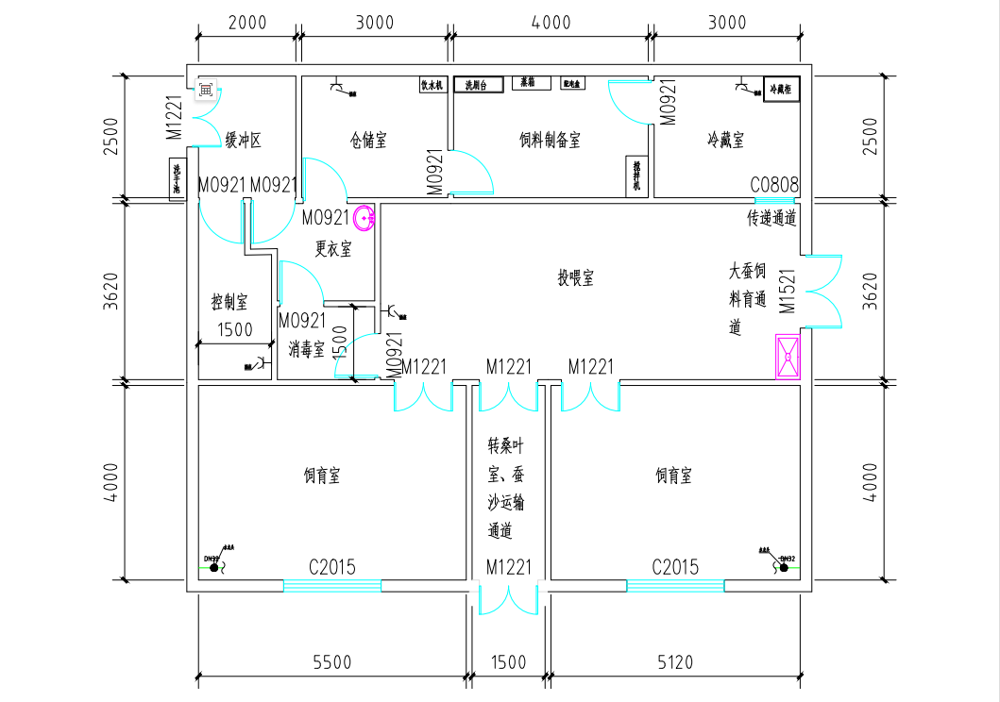 2000
3000
4000
3000
饮水机
洗刷台
蒸箱
配电盒
冷藏柜
M1221
2500
缓冲区
仓储室
M0921
饲料制备室
M0921
冷藏室
2500
洗手池
搅拌机
M0921
M0921
C0808
M0921
传递通道
更衣室
投喂室
大蚕饲
料育通
道
M1521
3620
3620
控制室
1500
M0921
消毒室
1500
M0921
M1221
M1221
M1221
饲育室
转桑叶
室、蚕
沙运输
通道
饲育室
4000
4000
DN32
DN32
C2015
M1221
C2015
5500
1500
5120